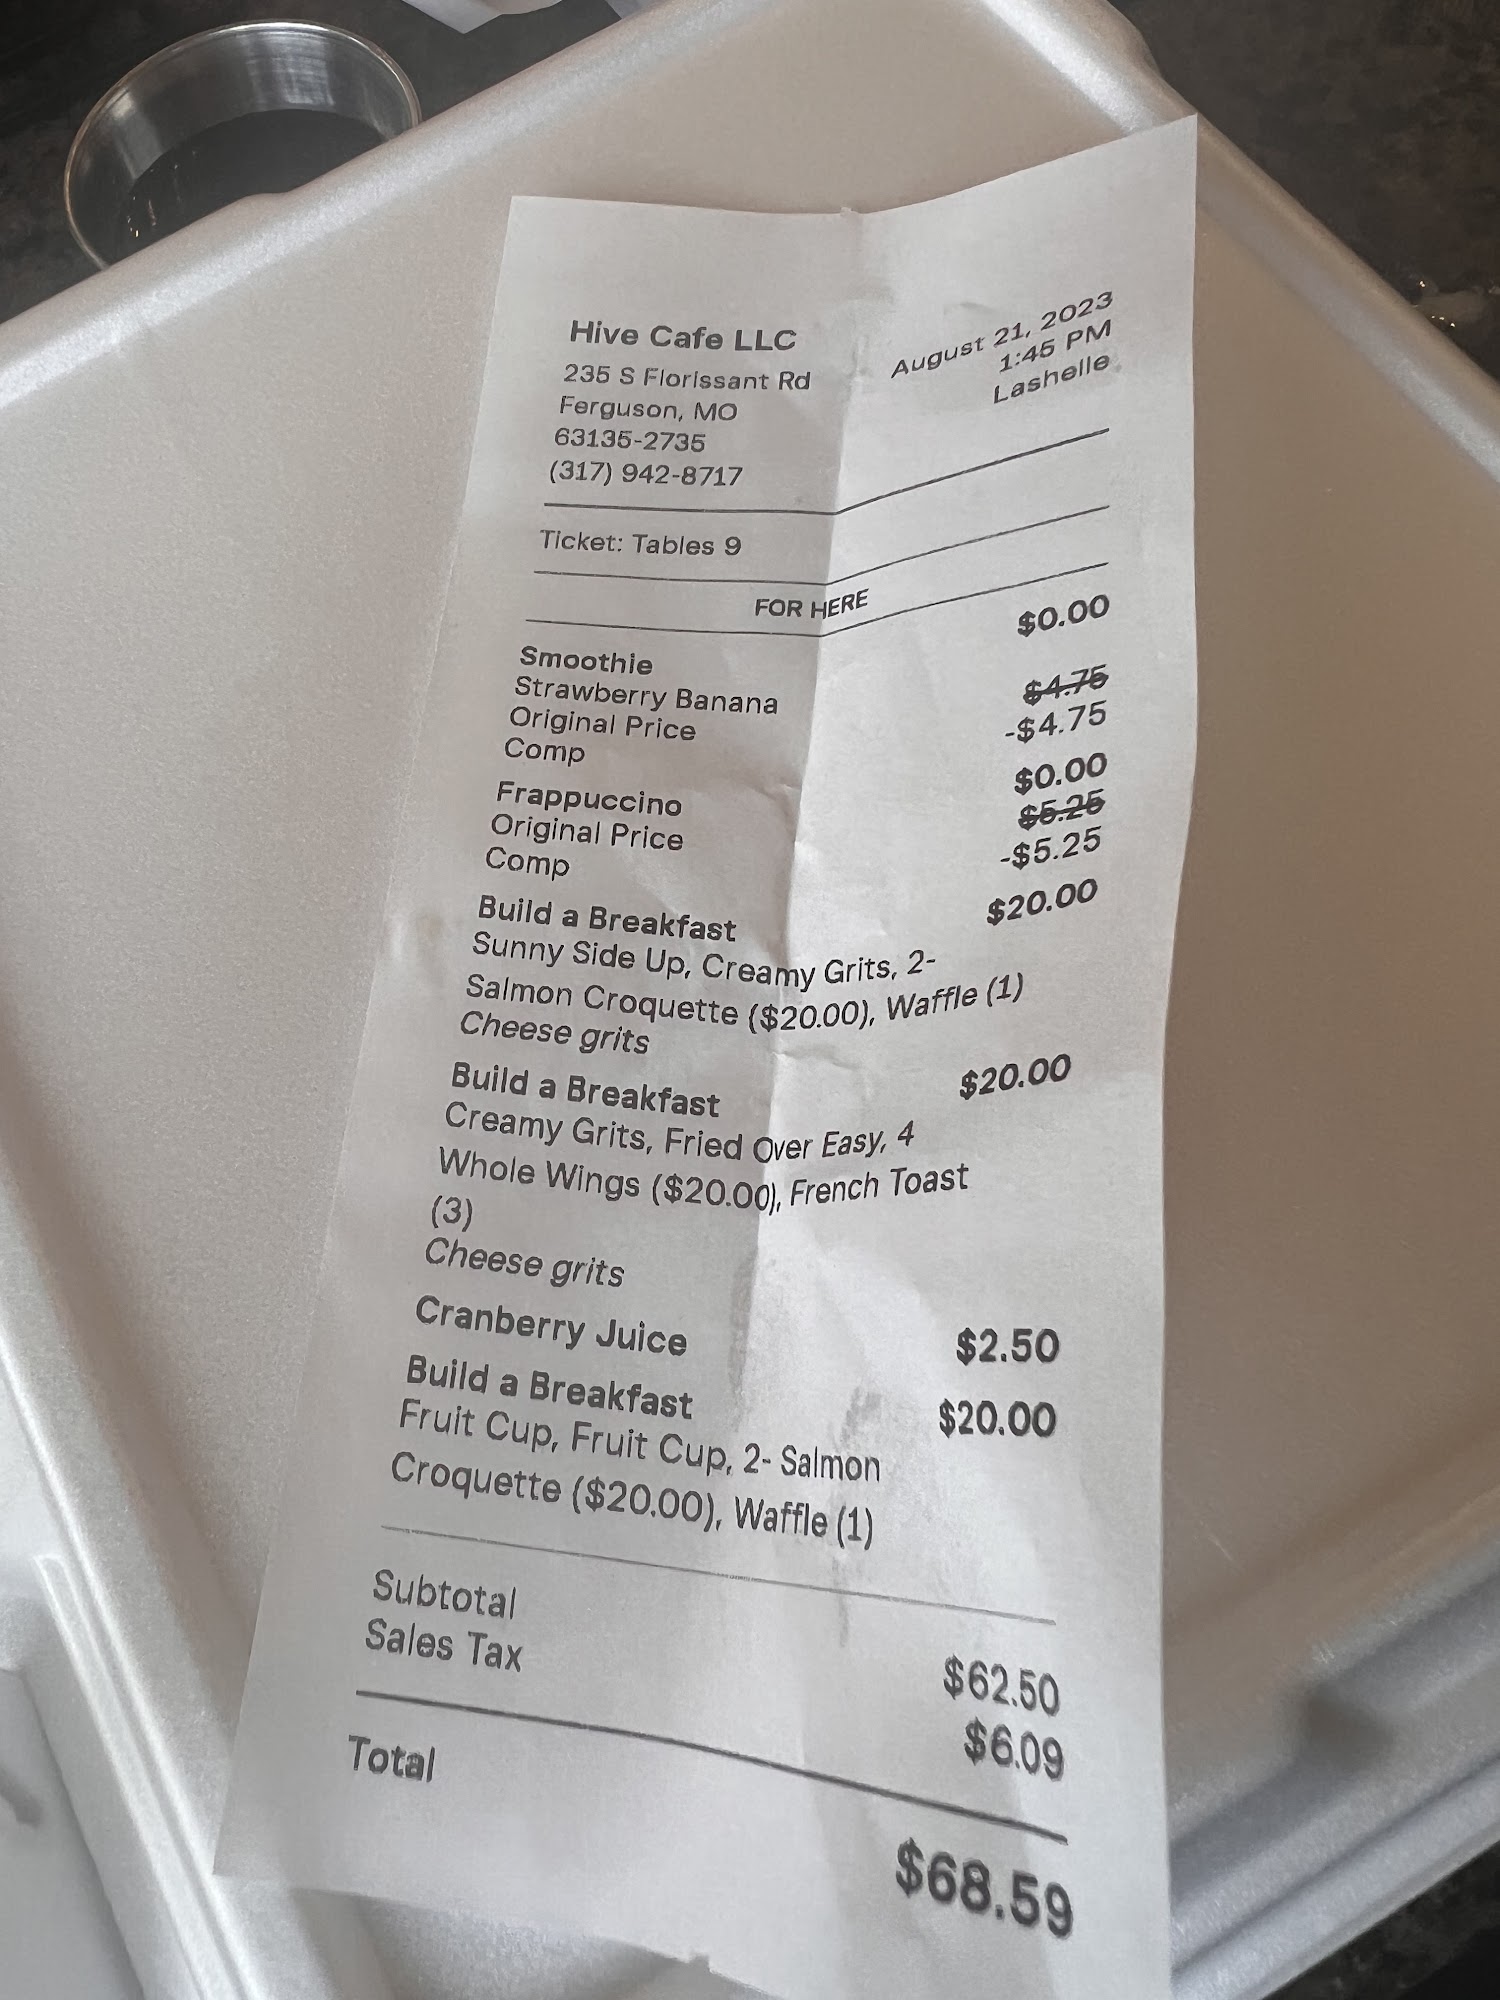 Hive Cafe LLC
235 S Florissant Rd
Ferguson, MO
63135-2735
(317) 942-8717
August 21, 2023
1:45 PM
Lashelle
Ticket: Tables 9
FOR HERE
Smoothie $0.00
Strawberry Banana
Original Price $4.75
Comp -$4.75
Frappuccino $0.00
Original Price $5.25
Comp -$5.25
Build a Breakfast $20.00
Sunny Side Up, Creamy Grits, 2-
Salmon Croquette ($20.00), Waffle (1)
Cheese grits
Build a Breakfast $20.00
Creamy Grits, Fried Over Easy, 4
Whole Wings ($20.00), French Toast
(3)
Cheese grits
Cranberry Juice $2.50
Build a Breakfast $20.00
Fruit Cup, Fruit Cup, 2- Salmon
Croquette ($20.00), Waffle (1)
Subtotal $62.50
Sales Tax $6.09
Total $68.59